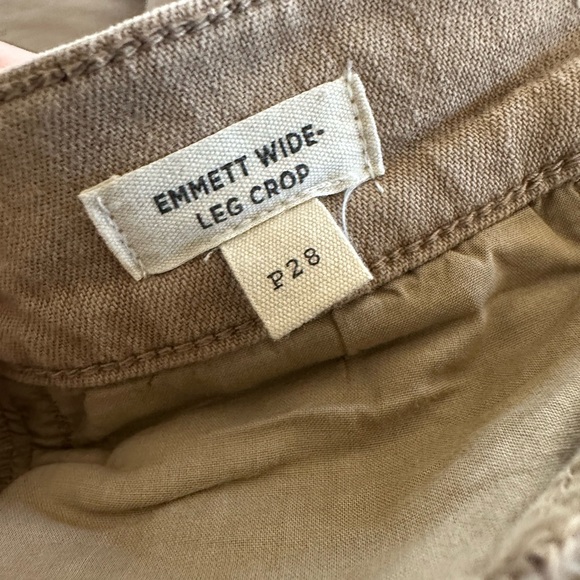 EMMETT WIDE-
LEG CROP
P28